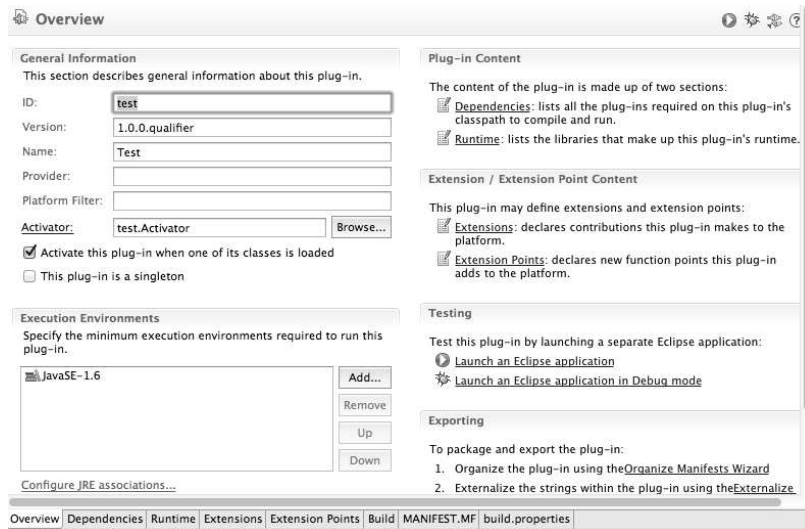 Overview
General Information
This section describes general information about this plug-in.
ID: test
Version: 1.0.0.qualifier
Name: Test
Provider:
Platform Filter:
Activator: test.Activator Browse...
Activate this plug-in when one of its classes is loaded
This plug-in is a singleton
Execution Environments
Specify the minimum execution environments required to run this
plug-in.
JavaSE-1.6
Add...
Remove
Up
Down
Configure JRE associations...
Plug-in Content
The content of the plug-in is made up of two sections:
Dependencies: lists all the plug-ins required on this plug-in's
classpath to compile and run.
Runtime: lists the libraries that make up this plug-in's runtime.
Extension / Extension Point Content
This plug-in may define extensions and extension points:
Extensions: declares contributions this plug-in makes to the
platform.
Extension Points: declares new function points this plug-in
adds to the platform.
Testing
Test this plug-in by launching a separate Eclipse application:
Launch an Eclipse application
Launch an Eclipse application in Debug mode
Exporting
To package and export the plug-in:
1. Organize the plug-in using theOrganize Manifests Wizard
2. Externalize the strings within the plug-in using theExternalize
Overview Dependencies Runtime Extensions Extension Points Build MANIFEST.MF build.properties